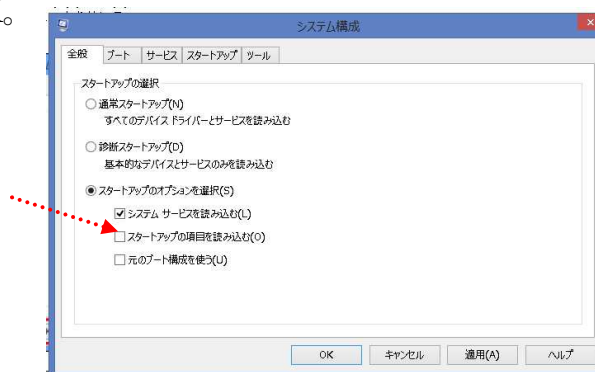 システム構成
全般 ブート サービス スタートアップ ツール
スタートアップの選択
通常スタートアップ(N)
すべてのデバイス ドライバーとサービスを読み込む
診断スタートアップ(D)
基本的なデバイスとサービスのみを読み込む
スタートアップのオプションを選択(S)
システム サービスを読み込む(L)
スタートアップの項目を読み込む(O)
元のブート構成を使う(U)
OK キャンセル 適用(A) ヘルプ